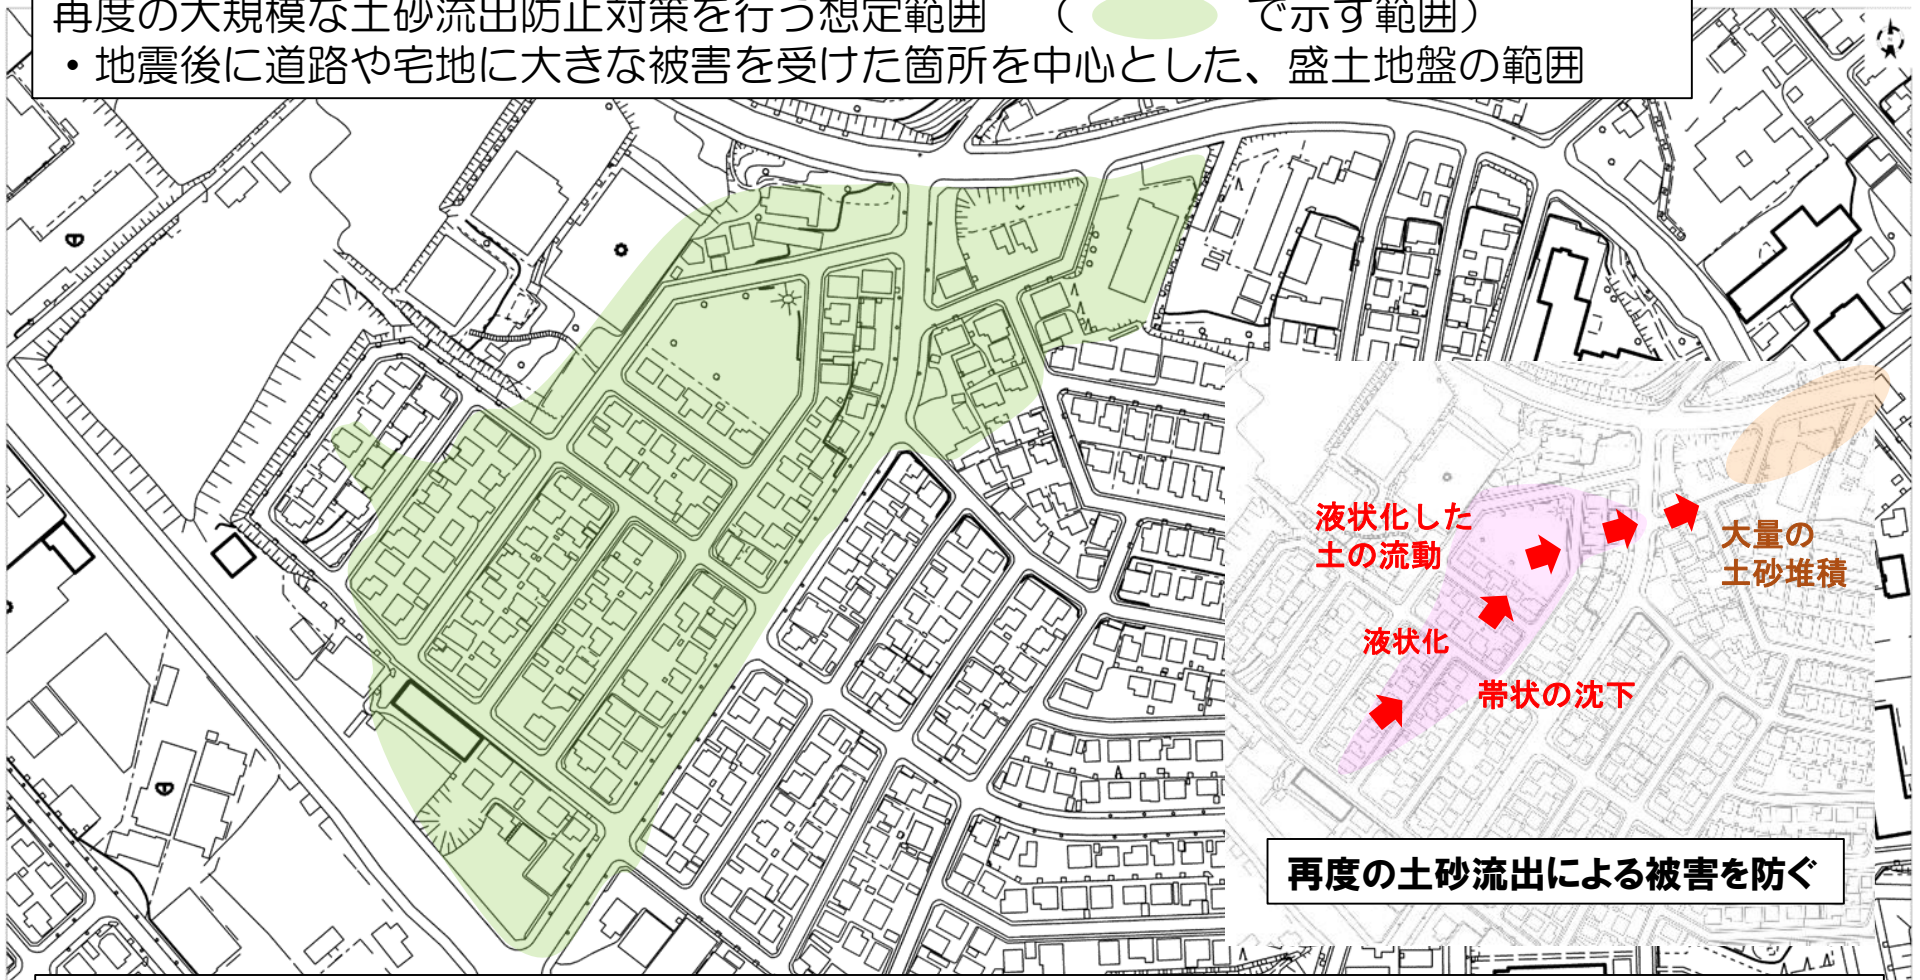 再度の大規模な土砂流出防止対策を行う想定範囲 （ で示す範囲）
・地震後に道路や宅地に大きな被害を受けた箇所を中心とした、盛土地盤の範囲
液状化した
土の流動
大量の
土砂堆積
液状化
帯状の沈下
再度の土砂流出による被害を防ぐ